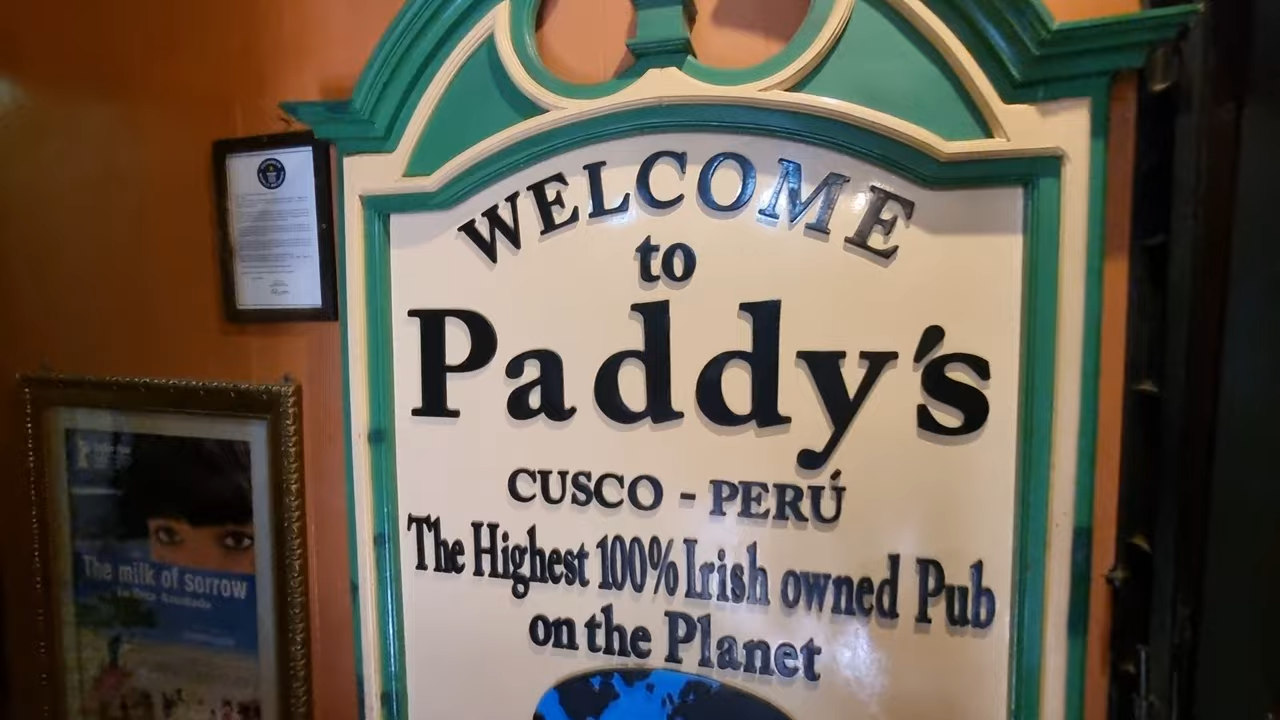 WELCOME
to
Paddy's
CUSCO - PERÚ
The Highest 100% Irish owned Pub
on the Planet
The milk of sorrow